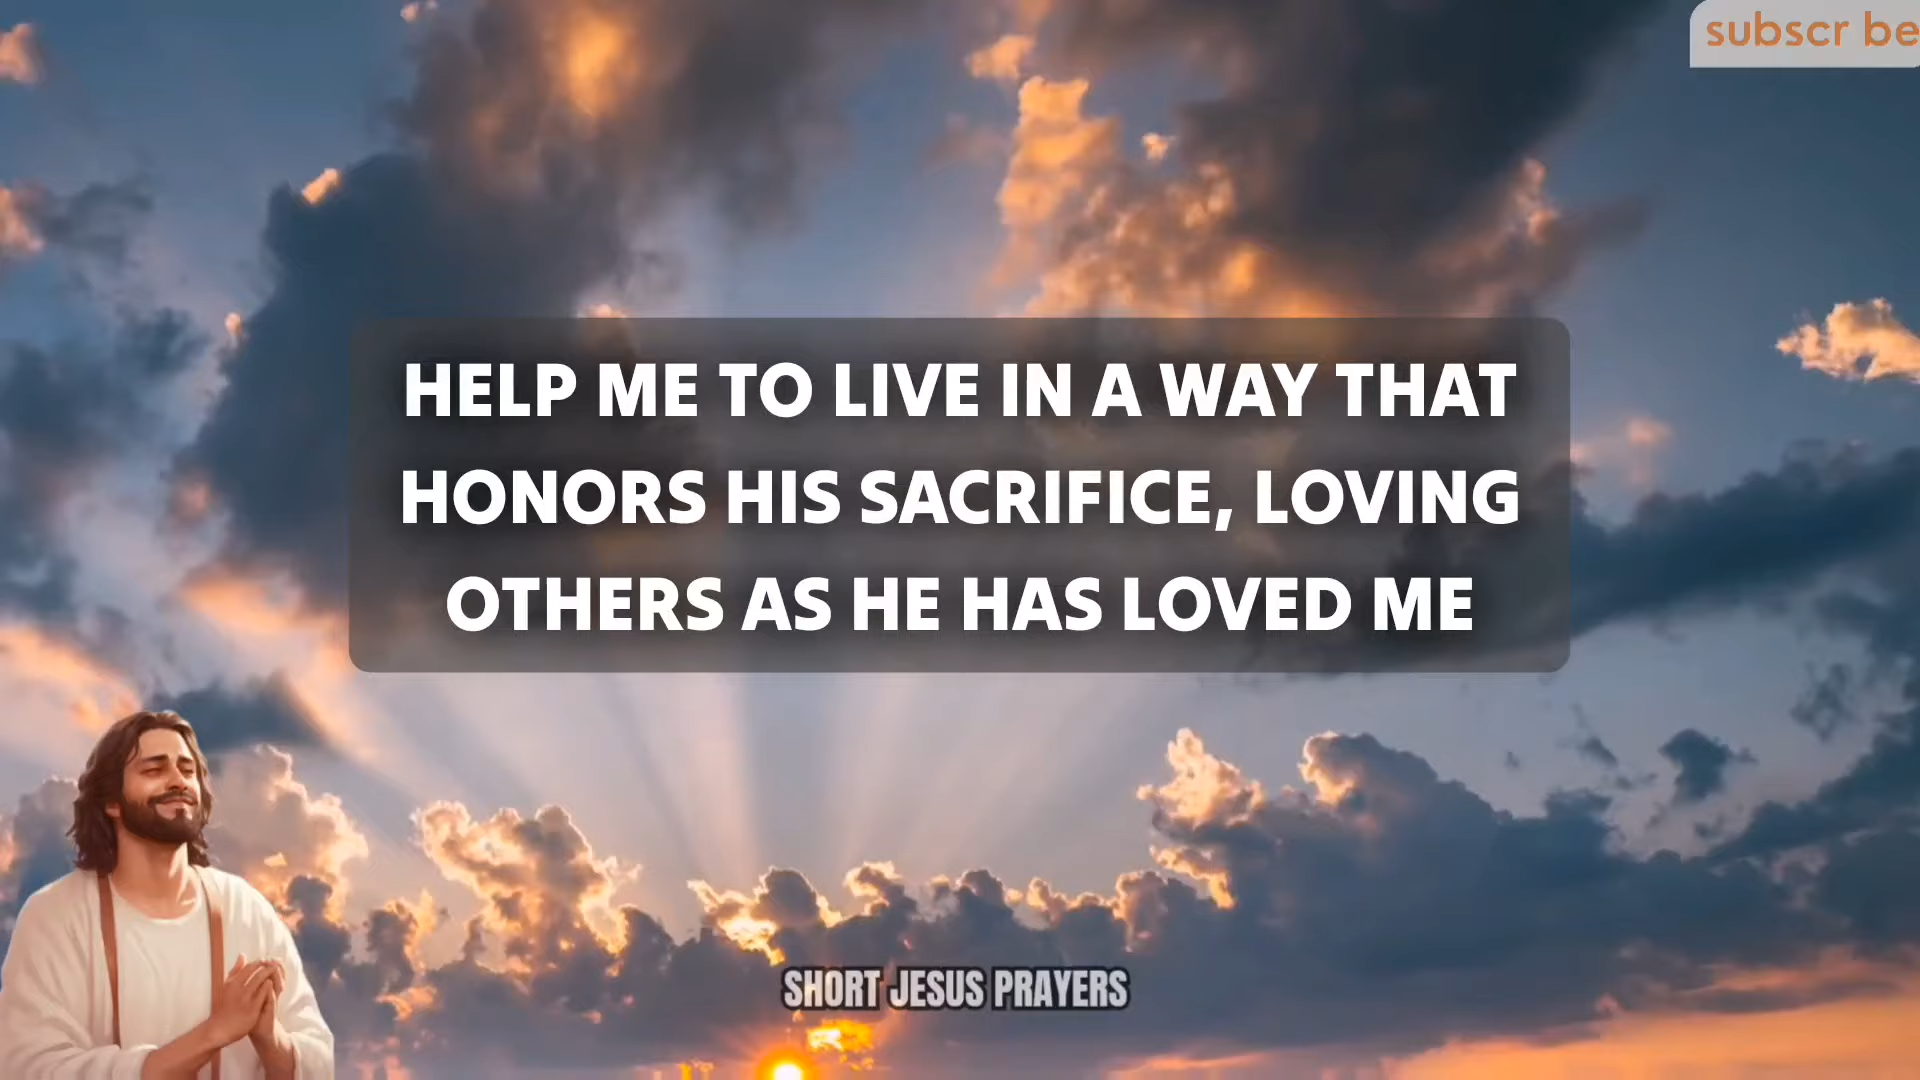 subscr be
HELP ME TO LIVE IN A WAY THAT
HONORS HIS SACRIFICE, LOVING
OTHERS AS HE HAS LOVED ME
SHORT JESUS PRAYERS